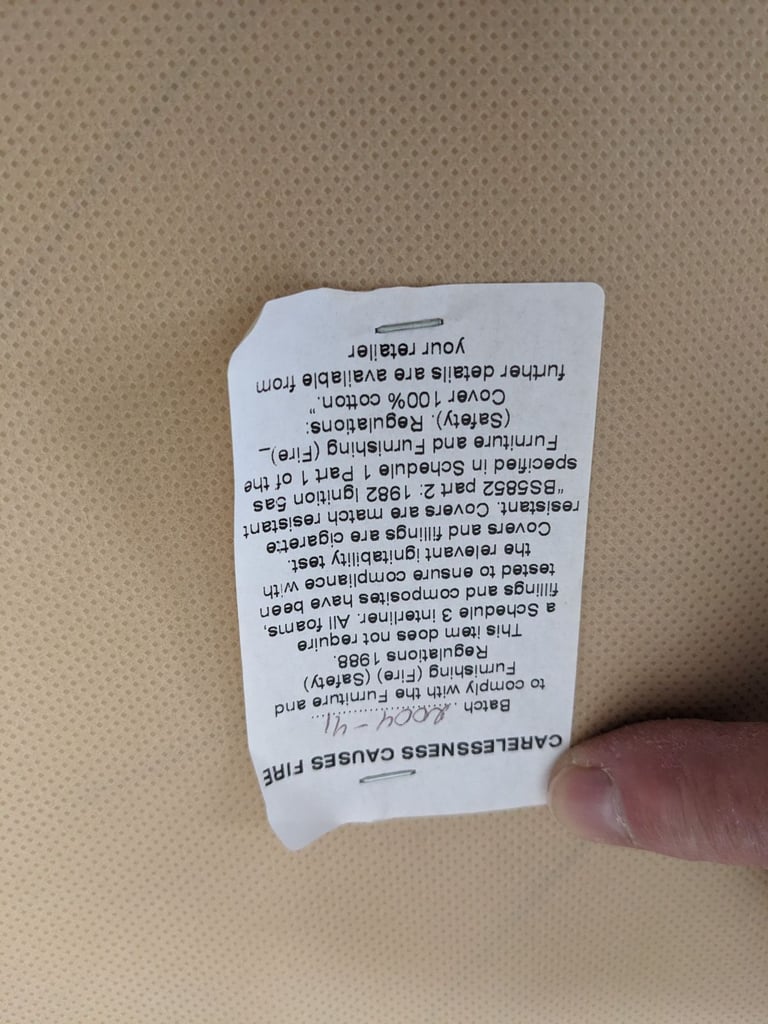 CARELESSNESS CAUSES FIRE
Batch .. 2004-41
to comply with the Furniture and
Furnishing (Fire) (Safety)
Regulations 1988.
This item does not require
a Schedule 3 interliner. All foams,
fillings and composites have been
tested to ensure compliance with
the relevant ignitability test.
Covers and fillings are cigarette
resistant. Covers are match resistant
"BS5852 part 2: 1982 Ignition 5as
specified in Schedule 1 Part 1 of the
Furniture and Furnishing (Fire)_
(Safety). Regulations:
Cover 100% cotton."
further details are available from
your retailer